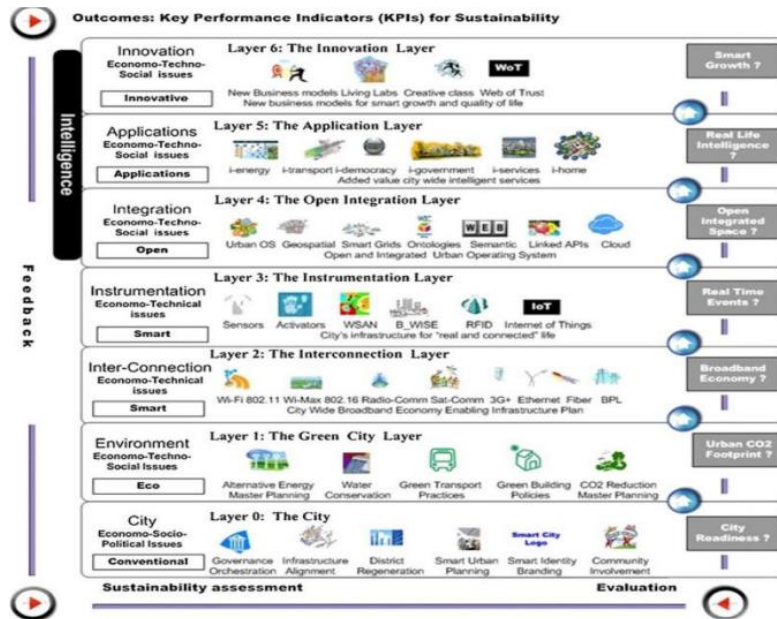 Outcomes: Key Performance Indicators (KPIs) for Sustainability
Intelligence
Feedback
Innovation
Economo-Techno-
Social issues
Innovative
Layer 6: The Innovation Layer
WoT
New Business models Living Labs Creative class Web of Trust
New business models for smart growth and quality of life
Smart
Growth ?
Applications
Economo-Techno-
Social issues
Applications
Layer 5: The Application Layer
i-energy i-transport i-democracy i-government i-services i-home
Added value city wide intelligent services
Real Life
Intelligence
?
Integration
Economo-Techno-
Social issues
Open
Layer 4: The Open Integration Layer
WEB
Urban OS Geospatial Smart Grids Ontologies Semantic Linked APIs Cloud
Open and Integrated Urban Operating System
Open
Integrated
Space ?
Instrumentation
Economo-Technical
issues
Smart
Layer 3: The Instrumentation Layer
IoT
Sensors Activators WSAN B_WISE RFID Internet of Things
City's infrastructure for "real and connected" life
Real Time
Events ?
Inter-Connection
Economo-Technical
issues
Smart
Layer 2: The Interconnection Layer
Wi-Fi 802.11 Wi-Max 802.16 Radio-Comm Sat-Comm 3G+ Ethernet Fiber BPL
City Wide Broadband Economy Enabling Infrastructure Plan
Broadband
Economy ?
Environment
Economo-Techno-
Social Issues
Eco
Layer 1: The Green City Layer
Alternative Energy Water Green Transport Green Building CO2 Reduction
Master Planning Conservation Practices Policies Master Planning
Urban CO2
Footprint ?
City
Economo-Socio-
Political Issues
Conventional
Layer 0: The City
Smart City
Logo
Governance Infrastructure District Smart Urban Smart Identity Community
Orchestration Alignment Regeneration Planning Branding Involvement
City
Readiness ?
Sustainability assessment
Evaluation